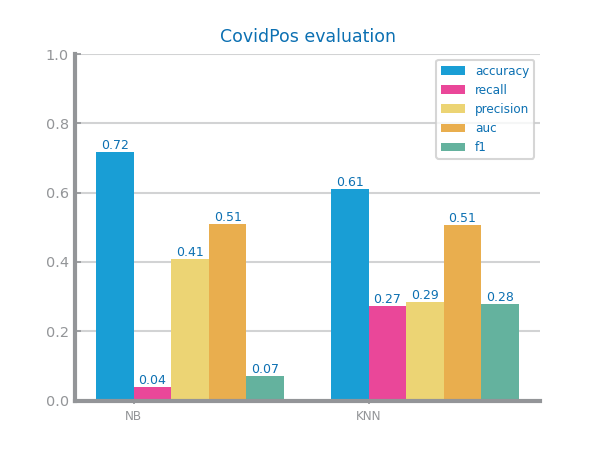 CovidPos evaluation
1.0
0.8
0.6
0.4
0.2
0.0
accuracy
recall
precision
auc
f1
0.72
0.04
0.41
0.51
0.07
0.61
0.27
0.29
0.51
0.28
NB
KNN